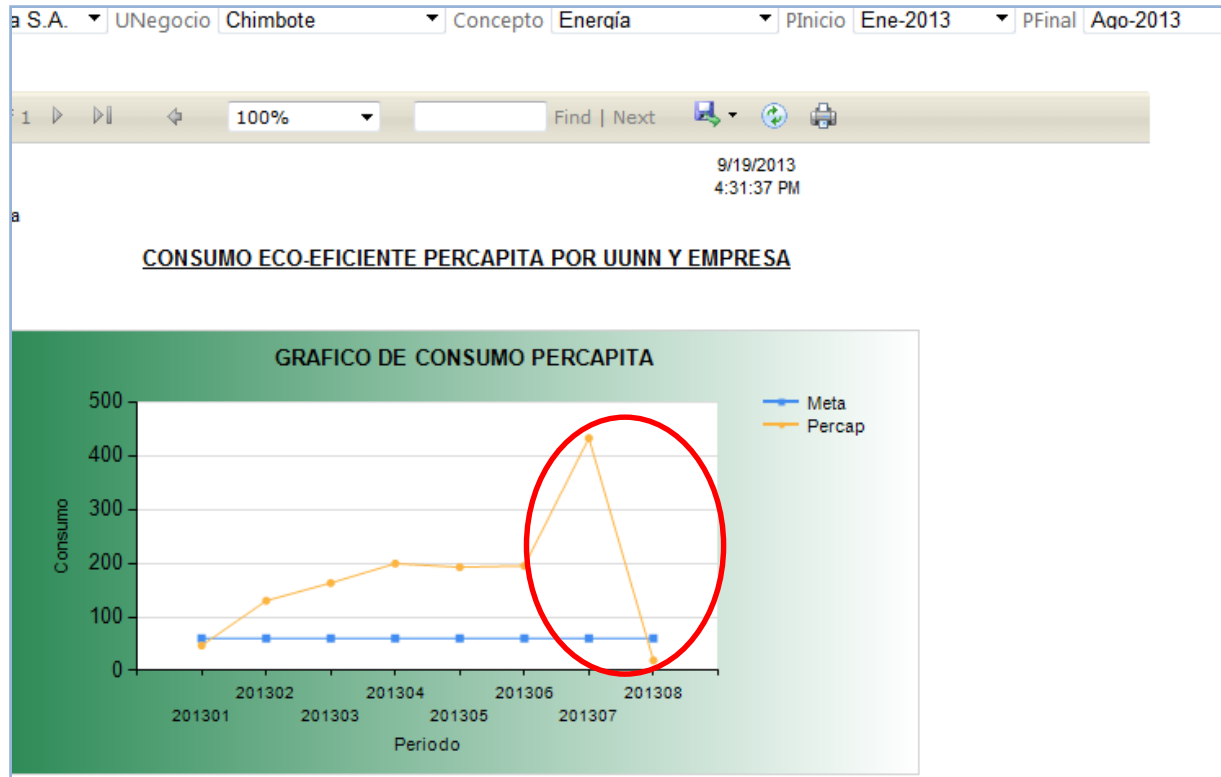 a S.A. UNegocio Chimbote Concepto Energía PInicio Ene-2013 PFinal Ago-2013
1 100% Find | Next
9/19/2013
4:31:37 PM
a
CONSUMO ECO-EFICIENTE PERCAPITA POR UUNN Y EMPRESA
GRAFICO DE CONSUMO PERCAPITA
500
400
300
200
100
0
Consumo
Meta
Percap
201302 201304 201306 201308
201301 201303 201305 201307
Periodo